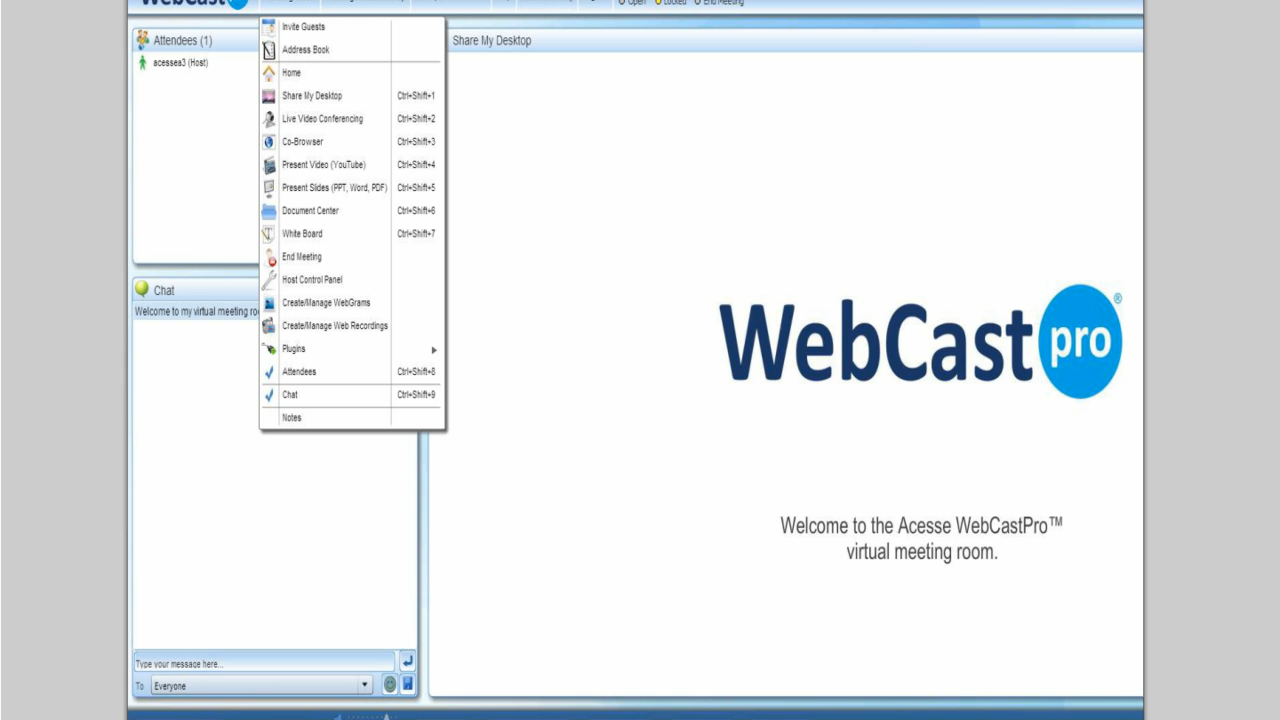 WebCast
Open Locked End Meeting
Attendees (1)
acessea3 (Host)
Invite Guests
Address Book
Home
Share My Desktop Ctrl+Shift+1
Live Video Conferencing Ctrl+Shift+2
Co-Browser Ctrl+Shift+3
Present Video (YouTube) Ctrl+Shift+4
Present Slides (PPT, Word, PDF) Ctrl+Shift+5
Document Center Ctrl+Shift+6
White Board Ctrl+Shift+7
End Meeting
Host Control Panel
Create/Manage WebGrams
Create/Manage Web Recordings
Plugins
Attendees Ctrl+Shift+8
Chat Ctrl+Shift+9
Notes
Chat
Welcome to my virtual meeting
Type your message here...
To Everyone
Share My Desktop
WebCast pro ®
Welcome to the Acesse WebCastPro™
virtual meeting room.